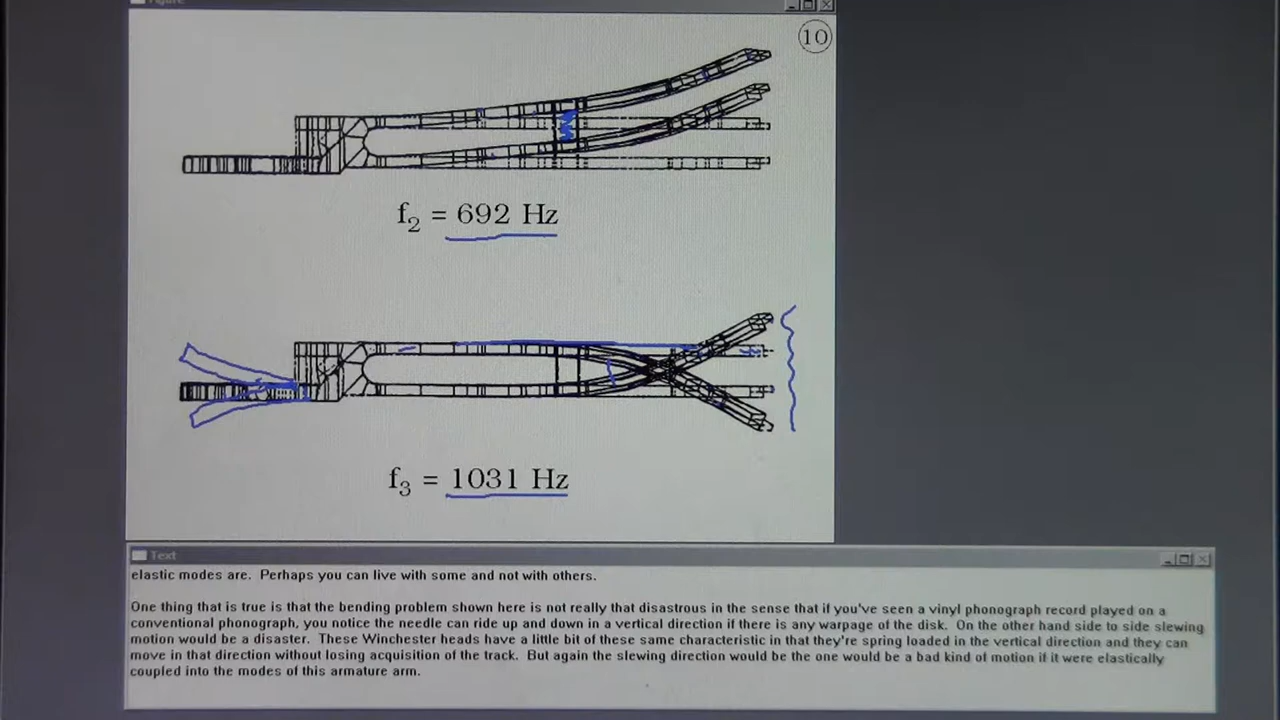 Figure
10
f2 = 692 Hz
f3 = 1031 Hz
Text
elastic modes are. Perhaps you can live with some and not with others.
One thing that is true is that the bending problem shown here is not really that disastrous in the sense that if you've seen a vinyl phonograph record played on a
conventional phonograph, you notice the needle can ride up and down in a vertical direction if there is any warpage of the disk. On the other hand side to side slewing
motion would be a disaster. These Winchester heads have a little bit of these same characteristic in that they're spring loaded in the vertical direction and they can
move in that direction without losing acquisition of the track. But again the slewing direction would be the one would be a bad kind of motion if it were elastically
coupled into the modes of this armature arm.